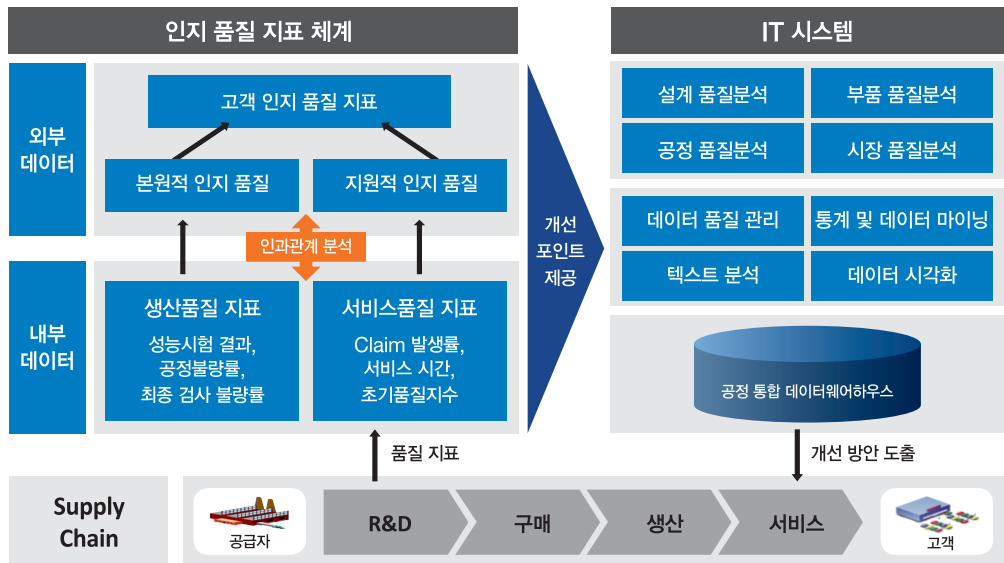 인지 품질 지표 체계
외부
데이터
고객 인지 품질 지표
본원적 인지 품질
지원적 인지 품질
인과관계 분석
내부
데이터
생산품질 지표
성능시험 결과,
공정불량률,
최종 검사 불량률
서비스품질 지표
Claim 발생률,
서비스 시간,
초기품질지수
개선
포인트
제공
IT 시스템
설계 품질분석
부품 품질분석
공정 품질분석
시장 품질분석
데이터 품질 관리
통계 및 데이터 마이닝
텍스트 분석
데이터 시각화
공정 통합 데이터웨어하우스
품질 지표
개선 방안 도출
Supply
Chain
공급자
R&D
구매
생산
서비스
고객